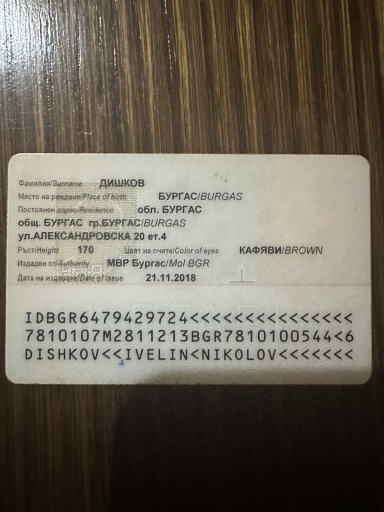 Фамилия/Surname ДИШКОВ
Място на раждане/Place of birth БУРГАС/BURGAS
Постоянен адрес/Residence обл. БУРГАС
общ. БУРГАС гр.БУРГАС/BURGAS
ул.АЛЕКСАНДРОВСКА 20 ет.4
Ръст/Height 170 Цвят на очите/Color of eyes КАФЯВИ/BROWN
Издаден от/Authority МВР Бургас/MoI BGR
Дата на издаване/Date of issue 21.11.2018
IDBGR6479429724<<<<<<<<<<<<<<<
7810107M2811213BGR7810100544<6
DISHKOV<<IVELIN<NIKOLOV<<<<<<<